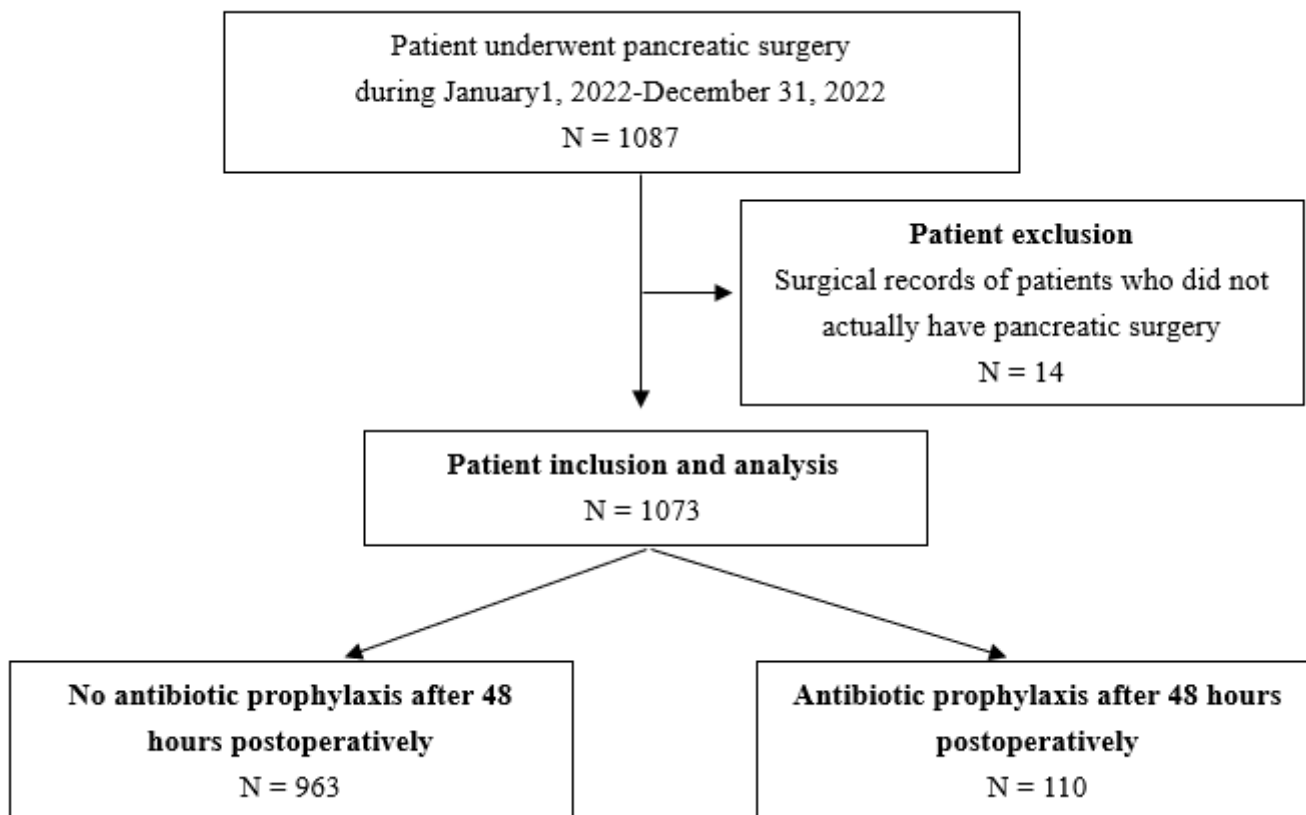 Patient underwent pancreatic surgery
during January1, 2022-December 31, 2022
N = 1087
Patient exclusion
Surgical records of patients who did not
actually have pancreatic surgery
N = 14
Patient inclusion and analysis
N = 1073
No antibiotic prophylaxis after 48
hours postoperatively
N = 963
Antibiotic prophylaxis after 48 hours
postoperatively
N = 110